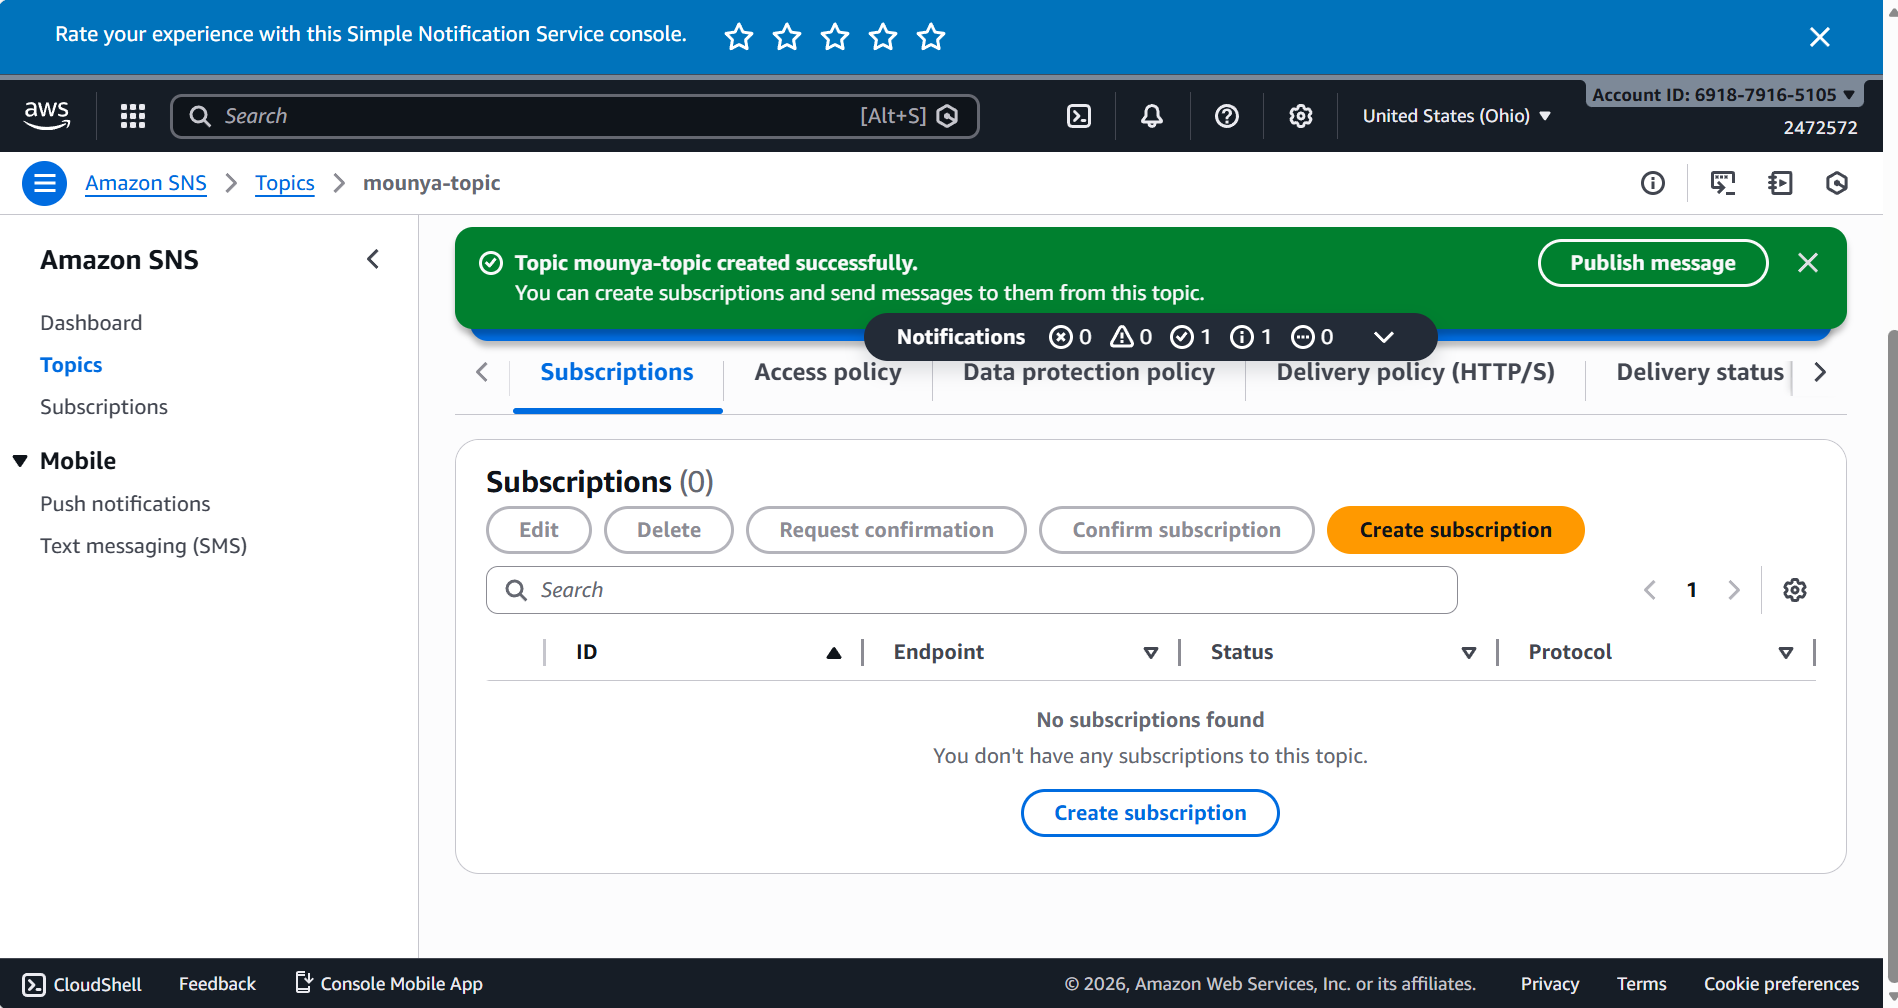 Rate your experience with this Simple Notification Service console.
aws
Search [Alt+S]
United States (Ohio)
Account ID: 6918-7916-5105
2472572
Amazon SNS Topics mounya-topic
Amazon SNS
Dashboard
Topics
Subscriptions
Mobile
Push notifications
Text messaging (SMS)
Topic mounya-topic created successfully.
You can create subscriptions and send messages to them from this topic.
Publish message
Notifications 0 0 1 1 0
Subscriptions Access policy Data protection policy Delivery policy (HTTP/S) Delivery status
Subscriptions (0)
Edit Delete Request confirmation Confirm subscription Create subscription
Search
1
ID Endpoint Status Protocol
No subscriptions found
You don't have any subscriptions to this topic.
Create subscription
CloudShell Feedback Console Mobile App © 2026, Amazon Web Services, Inc. or its affiliates. Privacy Terms Cookie preferences